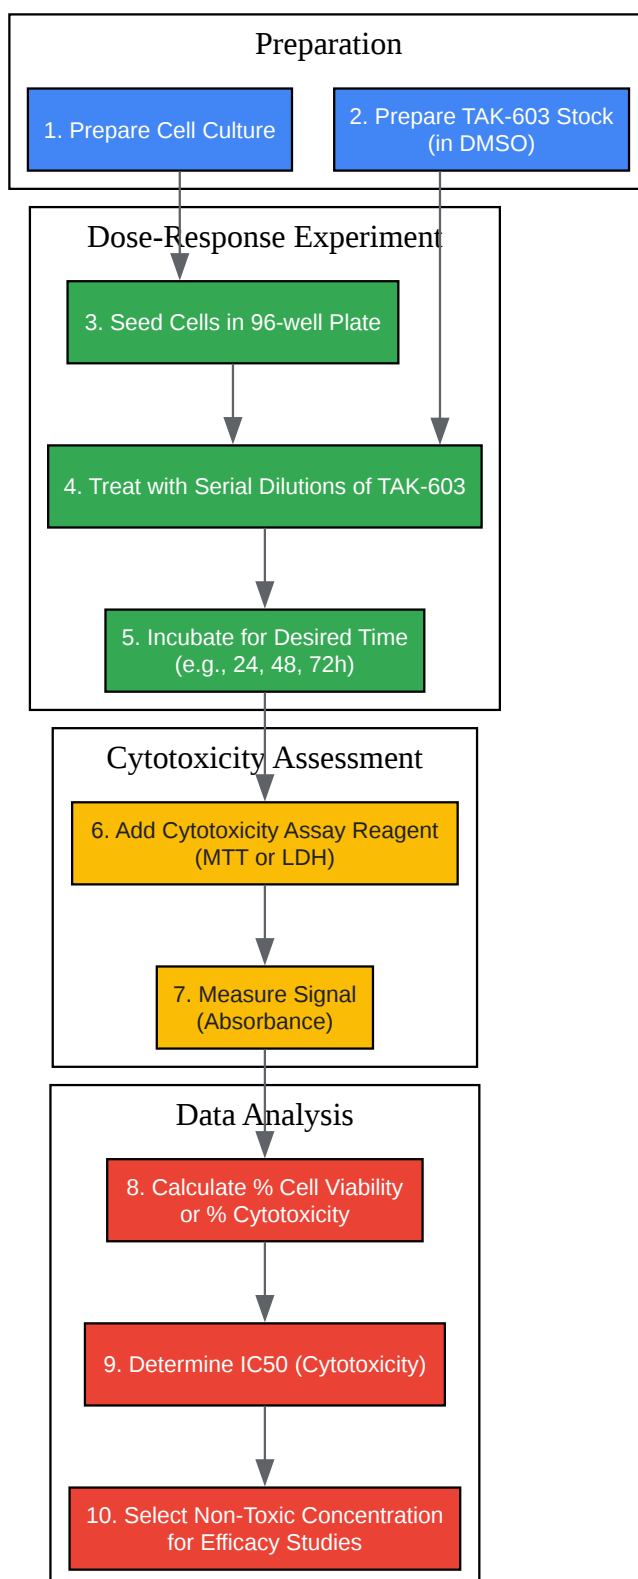 Preparation
1. Prepare Cell Culture
2. Prepare TAK-603 Stock
(in DMSO)
Dose-Response Experiment
3. Seed Cells in 96-well Plate
4. Treat with Serial Dilutions of TAK-603
5. Incubate for Desired Time
(e.g., 24, 48, 72h)
Cytotoxicity Assessment
6. Add Cytotoxicity Assay Reagent
(MTT or LDH)
7. Measure Signal
(Absorbance)
Data Analysis
8. Calculate % Cell Viability
or % Cytotoxicity
9. Determine IC50 (Cytotoxicity)
10. Select Non-Toxic Concentration
for Efficacy Studies